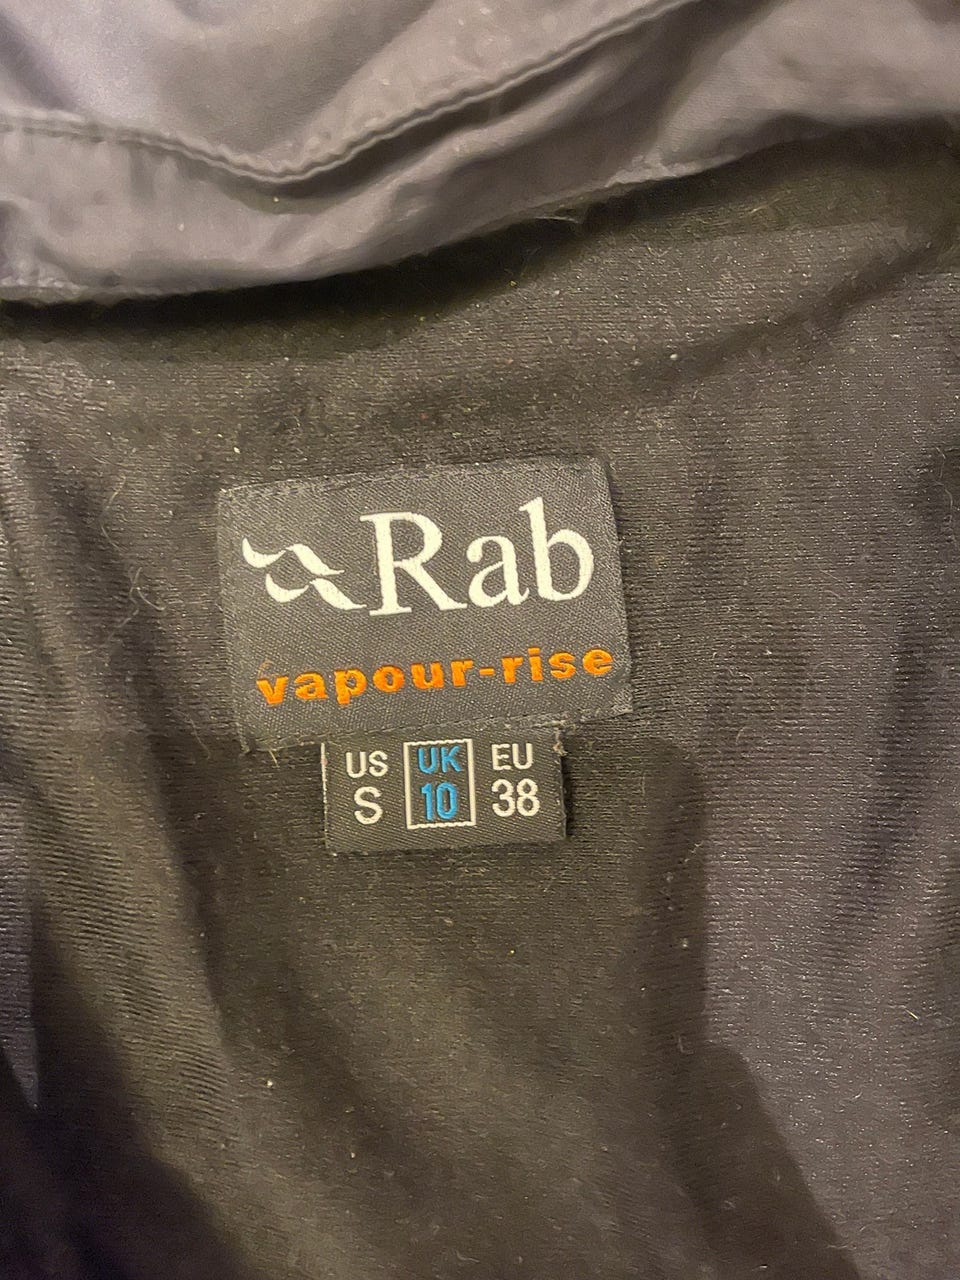 Rab
vapour-rise
US UK EU
S 10 38